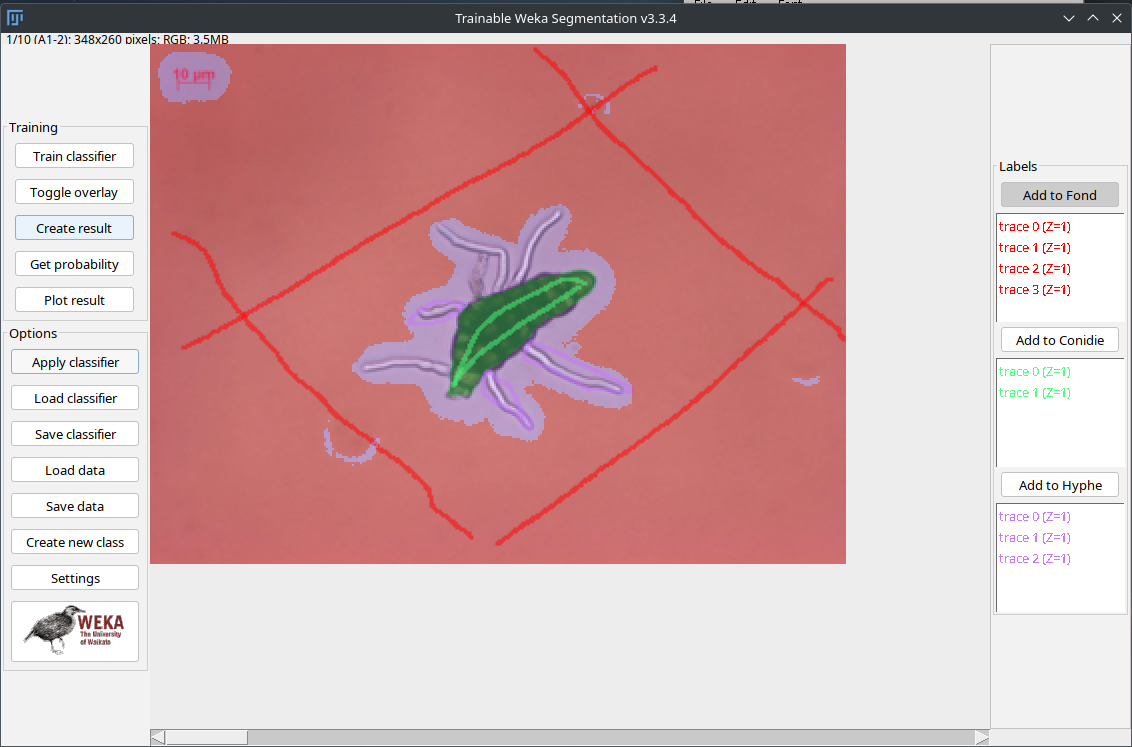 Trainable Weka Segmentation v3.3.4
1/10 (A1-2); 348x260 pixels; RGB; 3.5MB
10 µm
Training
Train classifier
Toggle overlay
Create result
Get probability
Plot result
Options
Apply classifier
Load classifier
Save classifier
Load data
Save data
Create new class
Settings
WEKA
The University
of Waikato
Labels
Add to Fond
trace 0 (Z=1)
trace 1 (Z=1)
trace 2 (Z=1)
trace 3 (Z=1)
Add to Conidie
trace 0 (Z=1)
trace 1 (Z=1)
Add to Hyphe
trace 0 (Z=1)
trace 1 (Z=1)
trace 2 (Z=1)